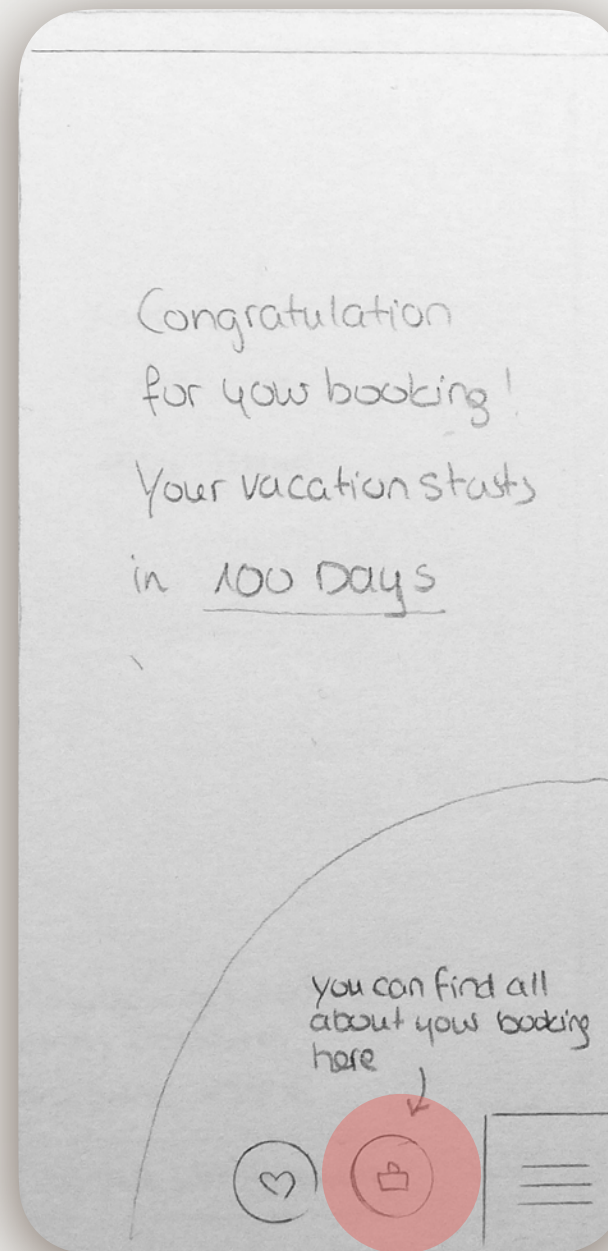 Congratulation
for your booking!
Your vacation starts
in 100 Days
you can find all
about your booking
here